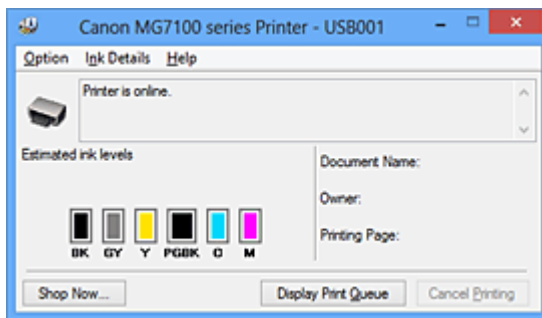 Canon MG7100 series Printer - USB001
Option Ink Details Help
Printer is online.
Estimated ink levels
Document Name:
Owner:
Printing Page:
BK GY Y PGBK C M
Shop Now... Display Print Queue Cancel Printing